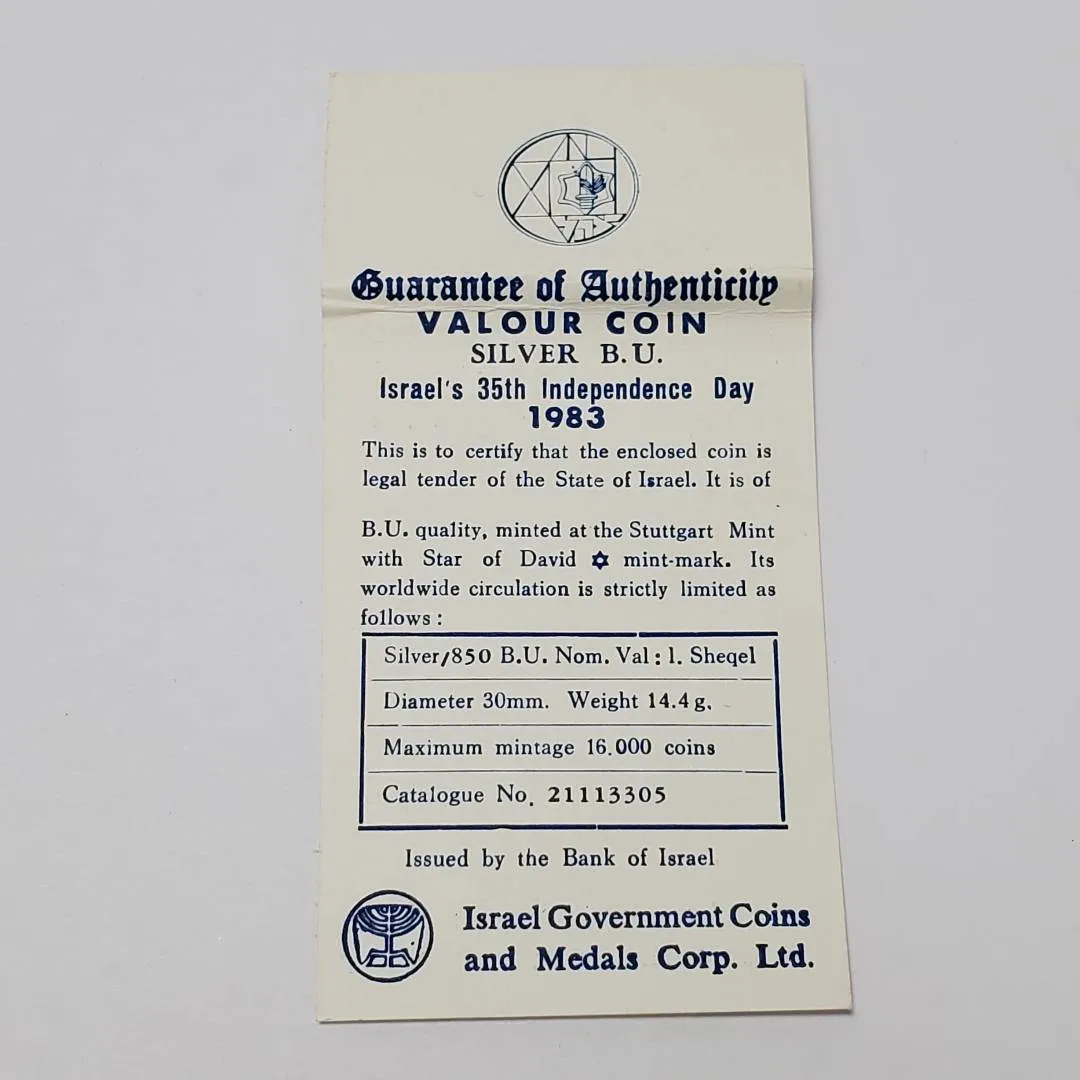 Guarantee of Authenticity
VALOUR COIN
SILVER B.U.
Israel's 35th Independence Day
1983
This is to certify that the enclosed coin is
legal tender of the State of Israel. It is of
B.U. quality, minted at the Stuttgart Mint
with Star of David ✡ mint-mark. Its
worldwide circulation is strictly limited as
follows :
Silver/850 B.U. Nom. Val : 1. Sheqel
Diameter 30mm. Weight 14.4 g.
Maximum mintage 16.000 coins
Catalogue No. 21113305
Issued by the Bank of Israel
Israel Government Coins
and Medals Corp. Ltd.